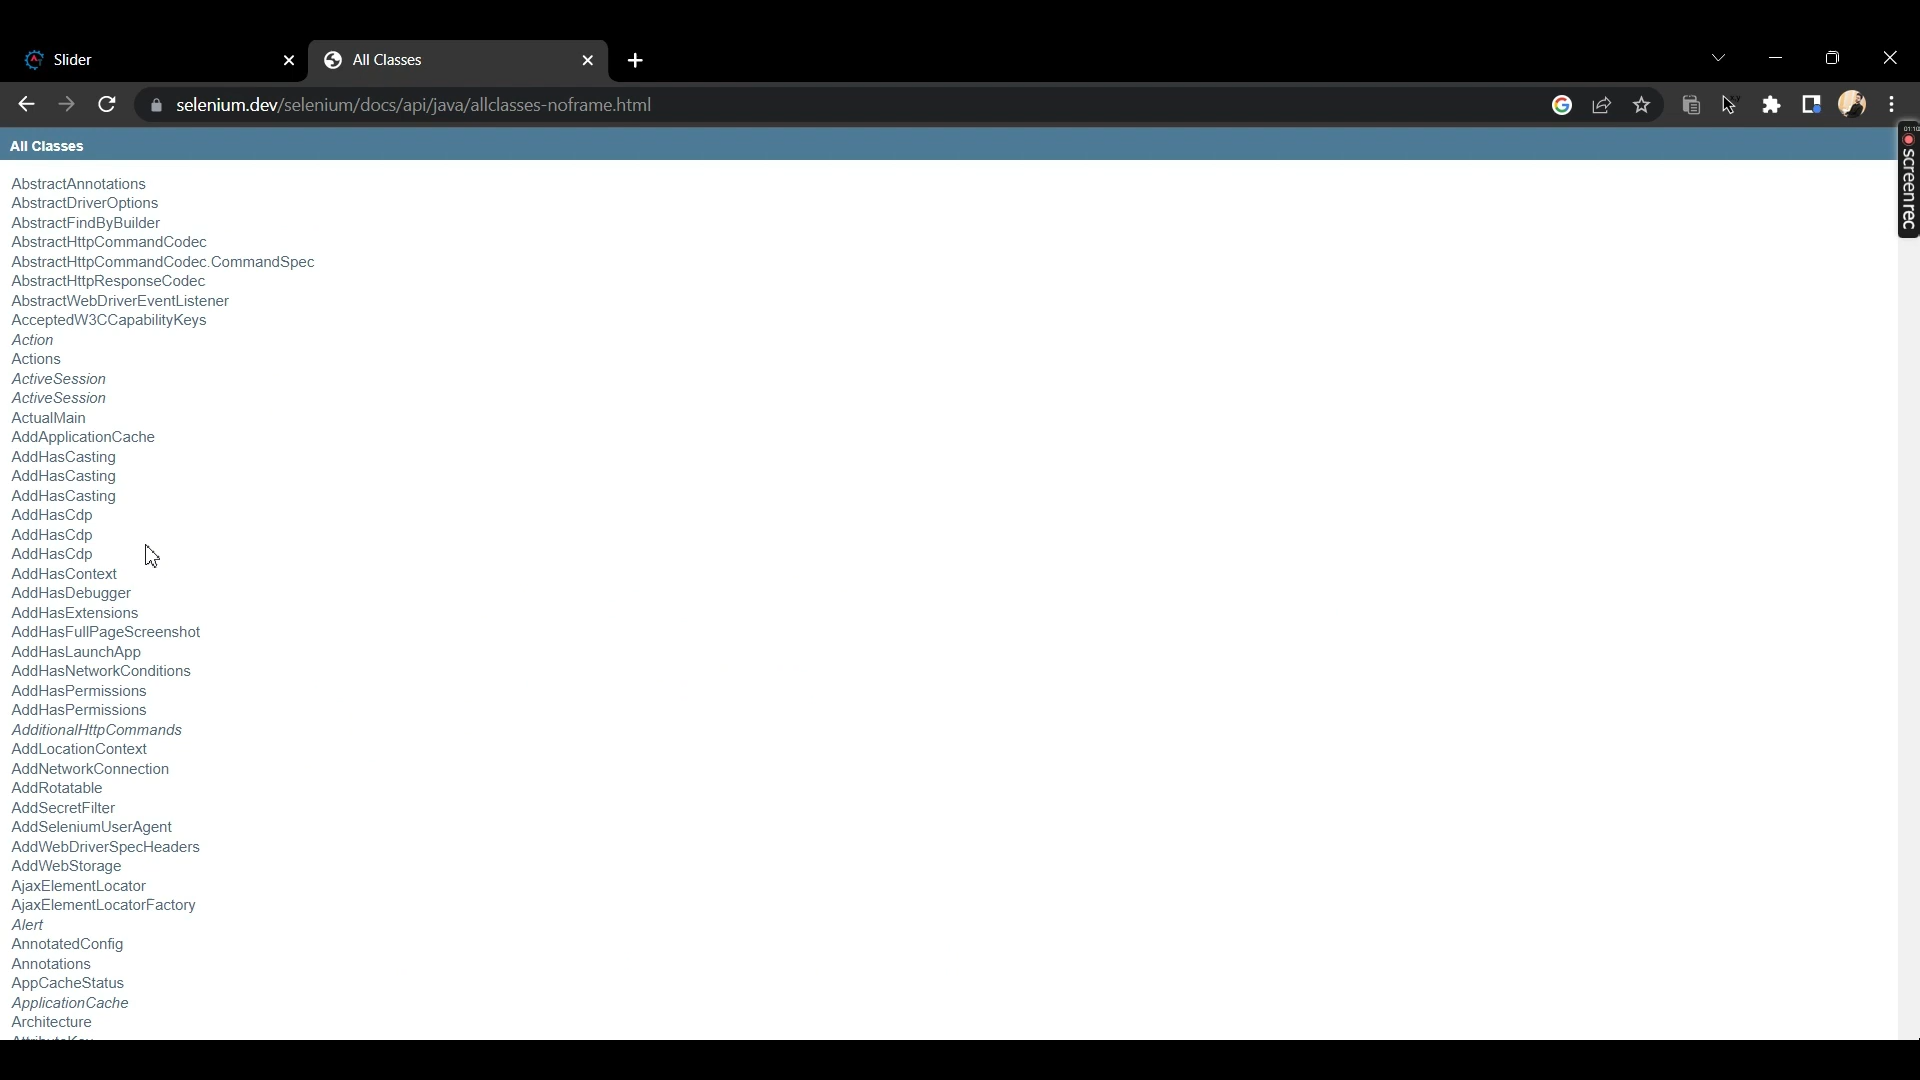 Slider
All Classes
selenium.dev/selenium/docs/api/java/allclasses-noframe.html
All Classes
screenrec
AbstractAnnotations
AbstractDriverOptions
AbstractFindByBuilder
AbstractHttpCommandCodec
AbstractHttpCommandCodec.CommandSpec
AbstractHttpResponseCodec
AbstractWebDriverEventListener
AcceptedW3CCapabilityKeys
Action
Actions
ActiveSession
ActiveSession
ActualMain
AddApplicationCache
AddHasCasting
AddHasCasting
AddHasCasting
AddHasCdp
AddHasCdp
AddHasCdp
AddHasContext
AddHasDebugger
AddHasExtensions
AddHasFullPageScreenshot
AddHasLaunchApp
AddHasNetworkConditions
AddHasPermissions
AddHasPermissions
AdditionalHttpCommands
AddLocationContext
AddNetworkConnection
AddRotatable
AddSecretFilter
AddSeleniumUserAgent
AddWebDriverSpecHeaders
AddWebStorage
AjaxElementLocator
AjaxElementLocatorFactory
Alert
AnnotatedConfig
Annotations
AppCacheStatus
ApplicationCache
Architecture